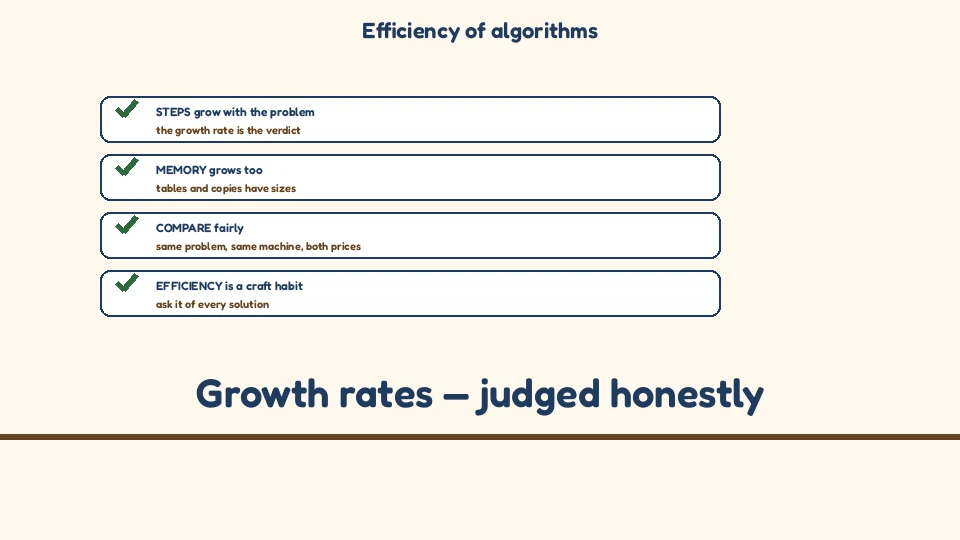 Efficiency of algorithms
STEPS grow with the problem
the growth rate is the verdict
MEMORY grows too
tables and copies have sizes
COMPARE fairly
same problem, same machine, both prices
EFFICIENCY is a craft habit
ask it of every solution
Growth rates — judged honestly